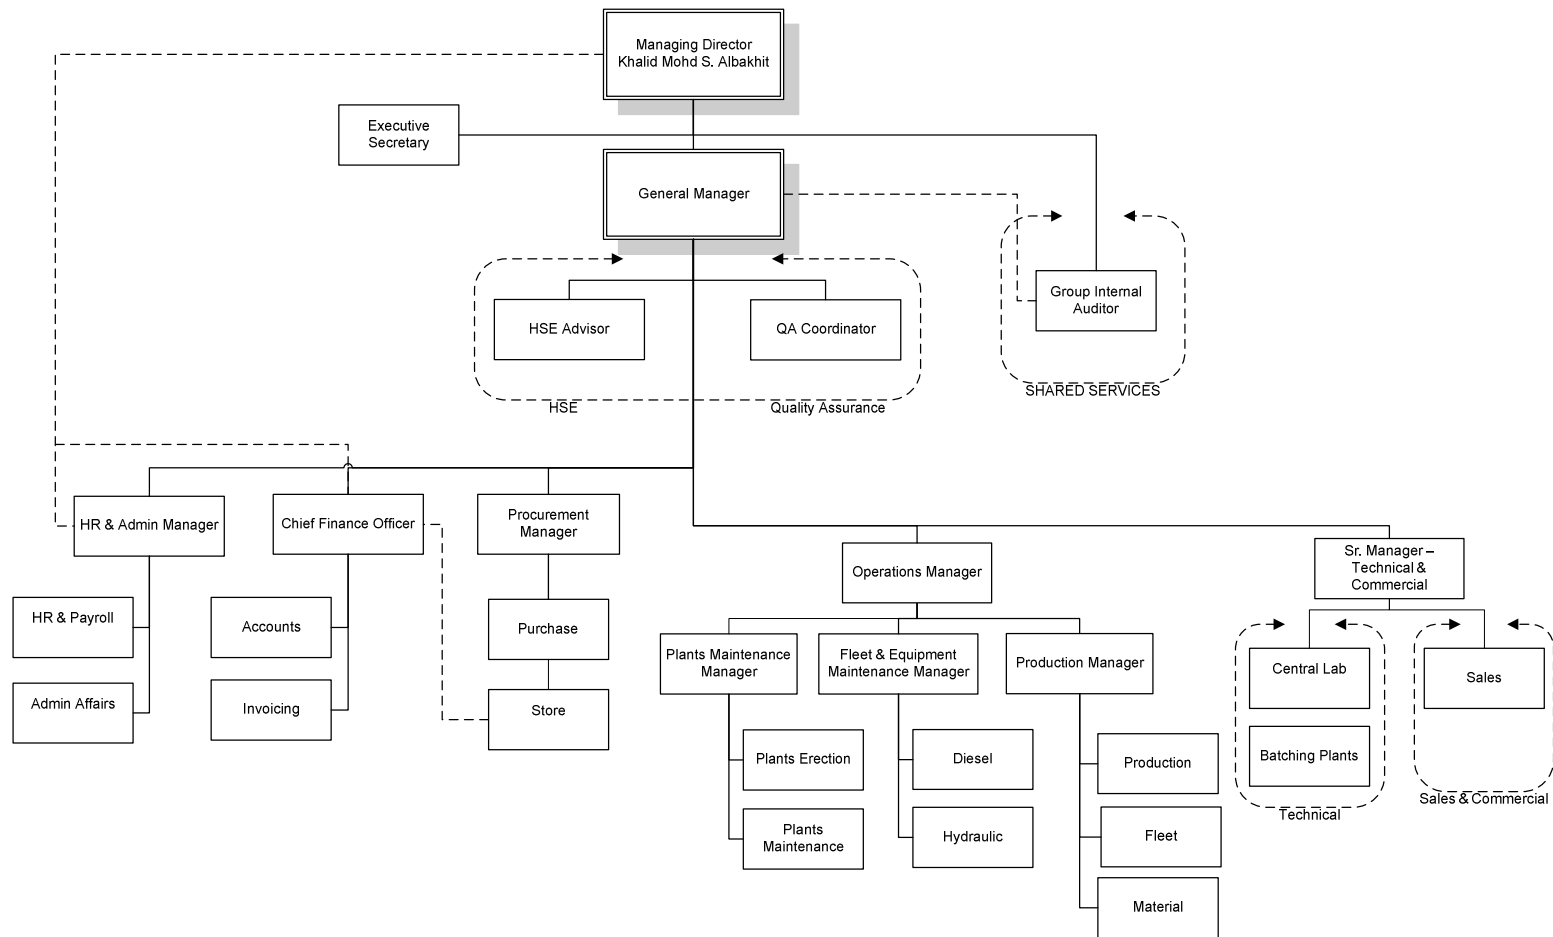 Managing Director
Khalid Mohd S. Albakhit
Executive
Secretary
General Manager
Group Internal
Auditor
HSE Advisor
QA Coordinator
SHARED SERVICES
HSE
Quality Assurance
HR & Admin Manager
Chief Finance Officer
Procurement
Manager
Operations Manager
Sr. Manager –
Technical &
Commercial
HR & Payroll
Accounts
Purchase
Plants Maintenance
Manager
Fleet & Equipment
Maintenance Manager
Production Manager
Central Lab
Sales
Admin Affairs
Invoicing
Store
Plants Erection
Diesel
Production
Batching Plants
Sales & Commercial
Technical
Plants
Maintenance
Hydraulic
Fleet
Material